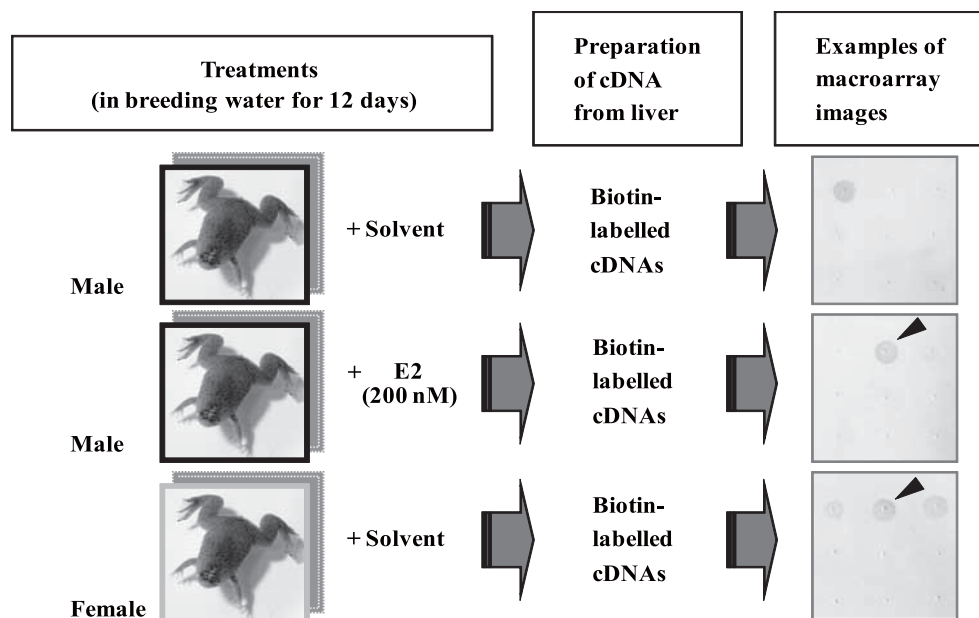 Treatments
(in breeding water for 12 days)
Preparation
of cDNA
from liver
Examples of
macroarray
images
Male
+ Solvent
Biotin-
labelled
cDNAs
Male
+ E2
(200 nM)
Biotin-
labelled
cDNAs
Female
+ Solvent
Biotin-
labelled
cDNAs